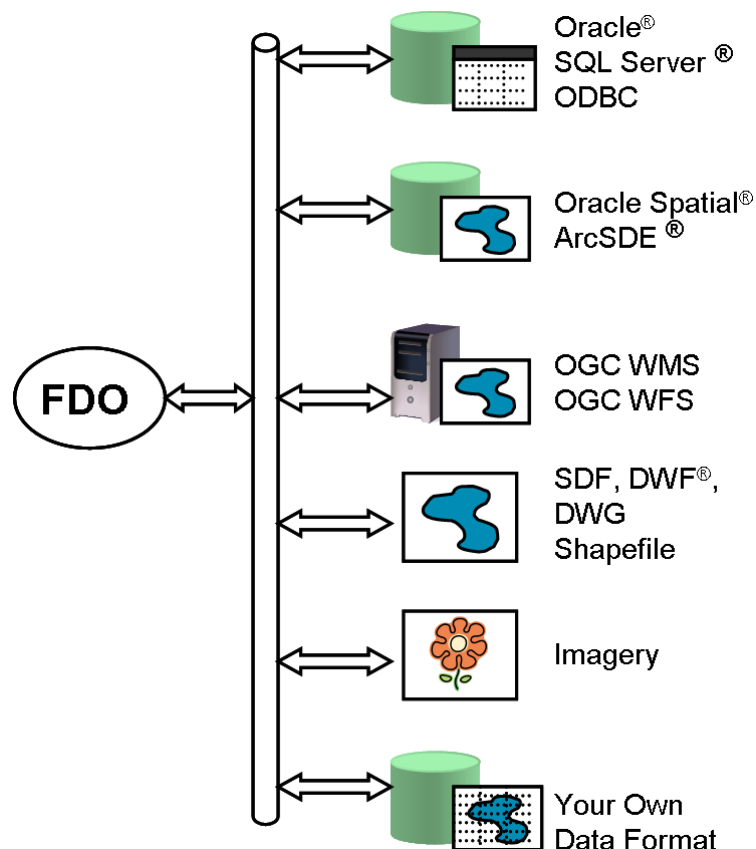 Oracle®
SQL Server ®
ODBC
Oracle Spatial®
ArcSDE ®
FDO
OGC WMS
OGC WFS
SDF, DWF®,
DWG
Shapefile
Imagery
Your Own
Data Format